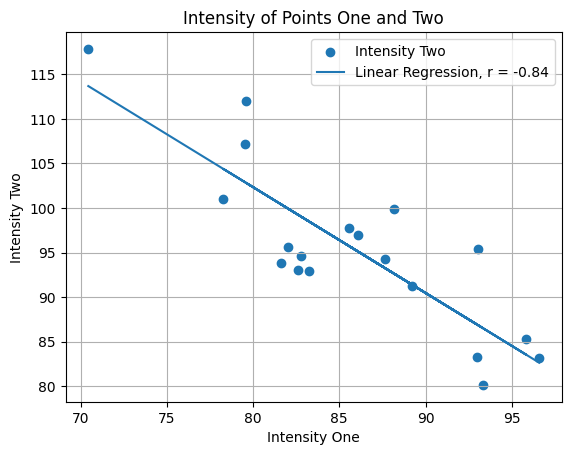 Intensity of Points One and Two
Intensity Two
Linear Regression, r = -0.84
115
110
105
100
95
90
85
80
Intensity Two
70
75
80
85
90
95
Intensity One